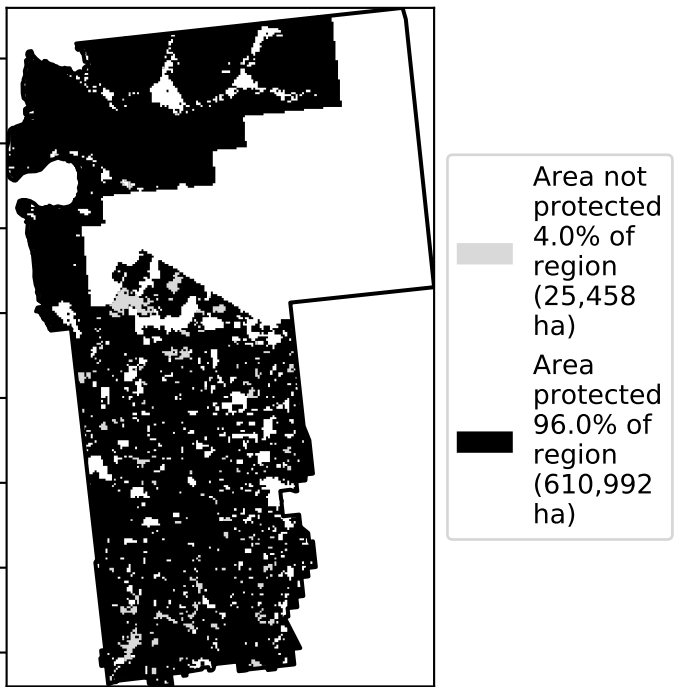 Area not
protected
4.0% of
region
(25,458
ha)
Area
protected
96.0% of
region
(610,992
ha)